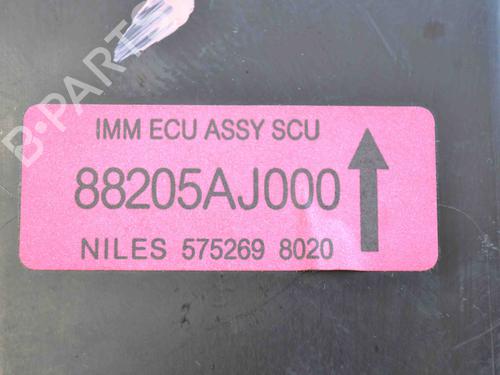 B-PARTS
IMM ECU ASSY SCU
88205AJ000
NILES 575269 8020